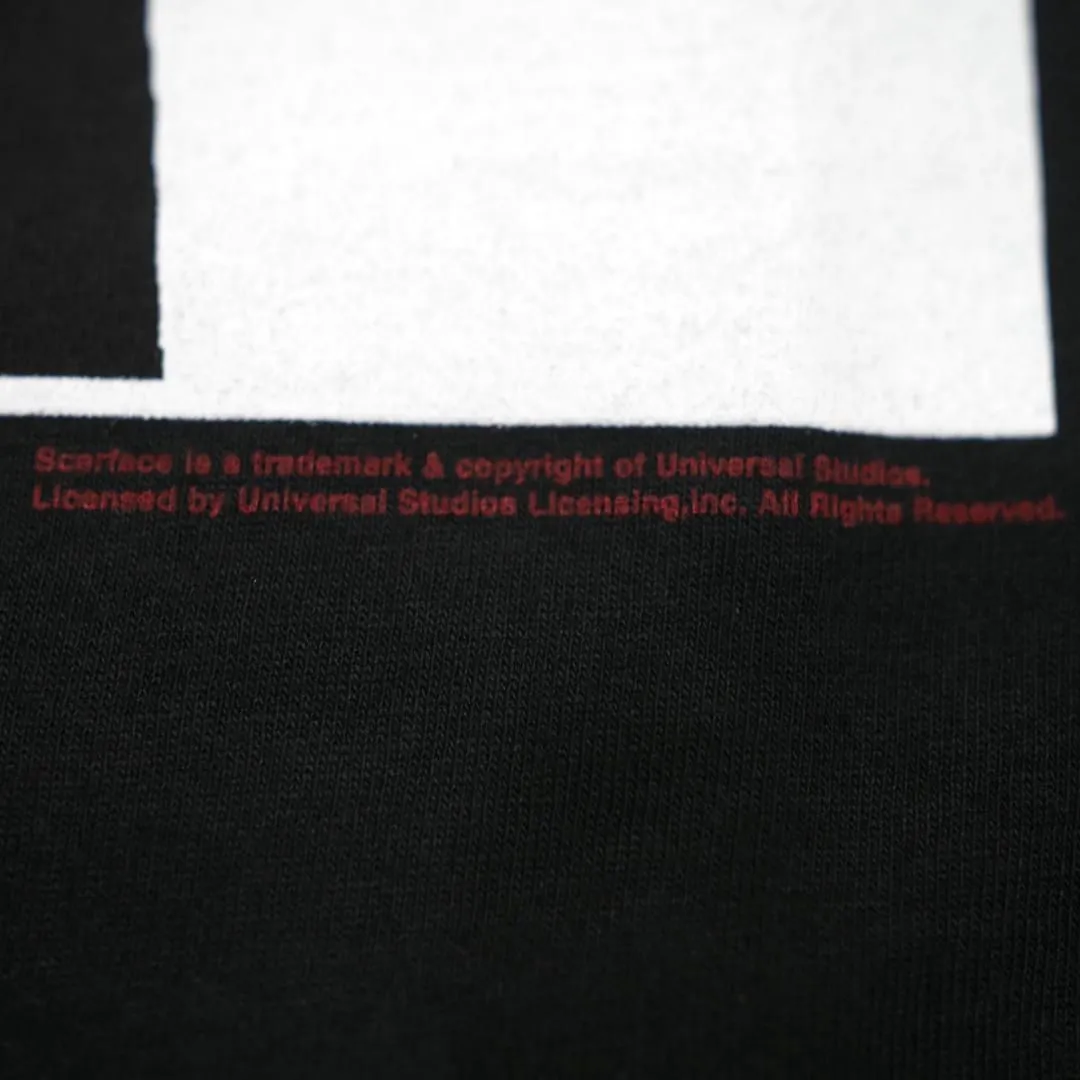 Scarface is a trademark & copyright of Universal Studios.
Licensed by Universal Studios Licensing,Inc. All Rights Reserved.